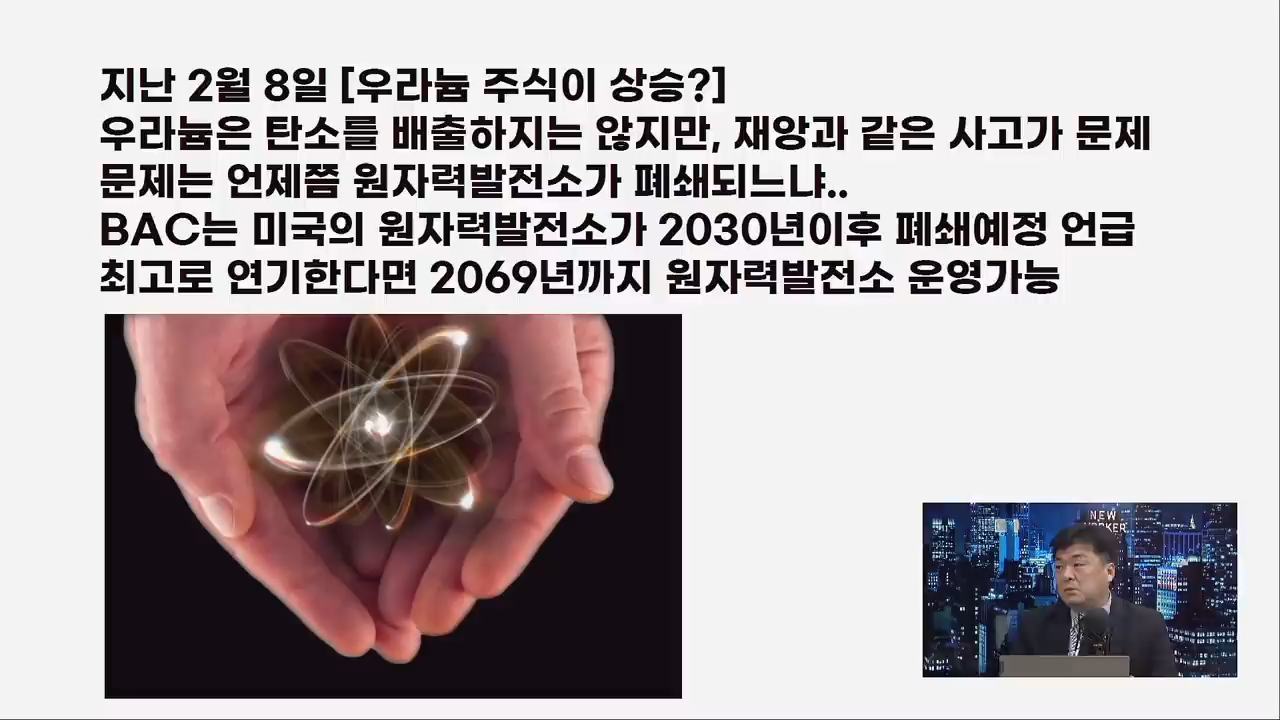 지난 2월 8일 [우라늄 주식이 상승?]
우라늄은 탄소를 배출하지는 않지만, 재앙과 같은 사고가 문제
문제는 언제쯤 원자력발전소가 폐쇄되느냐..
BAC는 미국의 원자력발전소가 2030년이후 폐쇄예정 언급
최고로 연기한다면 2069년까지 원자력발전소 운영가능
NEW
YORKER